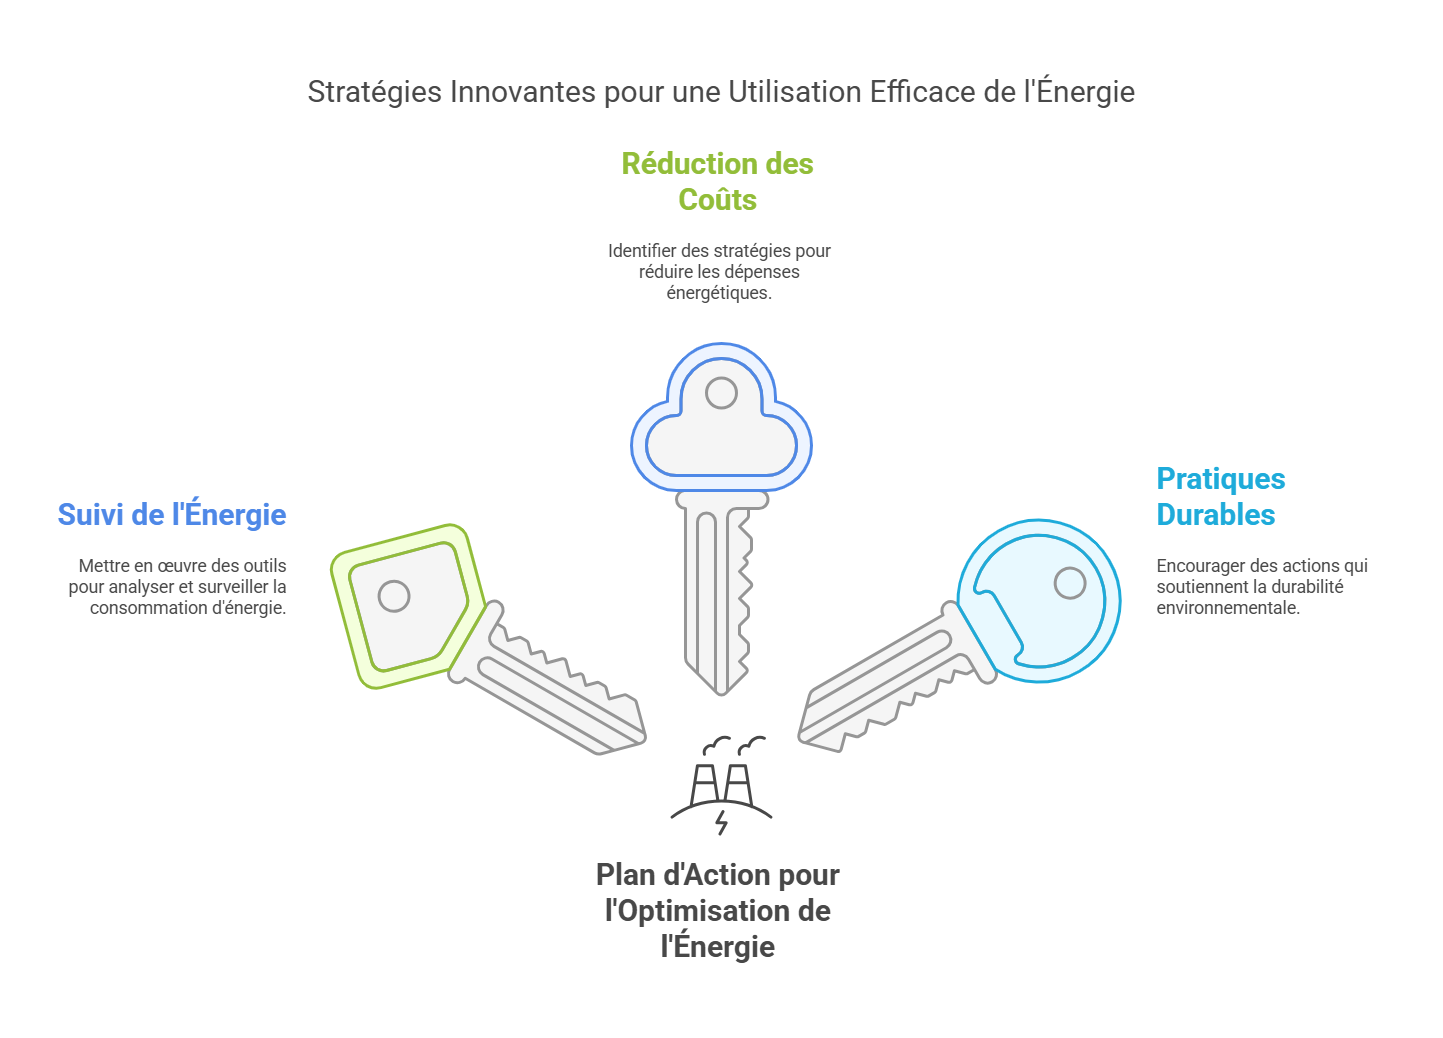 Stratégies Innovantes pour une Utilisation Efficace de l'Énergie
Réduction des
Coûts
Identifier des stratégies pour
réduire les dépenses
énergétiques.
Suivi de l'Énergie
Mettre en œuvre des outils
pour analyser et surveiller la
consommation d'énergie.
Pratiques
Durables
Encourager des actions qui
soutiennent la durabilité
environnementale.
Plan d'Action pour
l'Optimisation de
l'Énergie